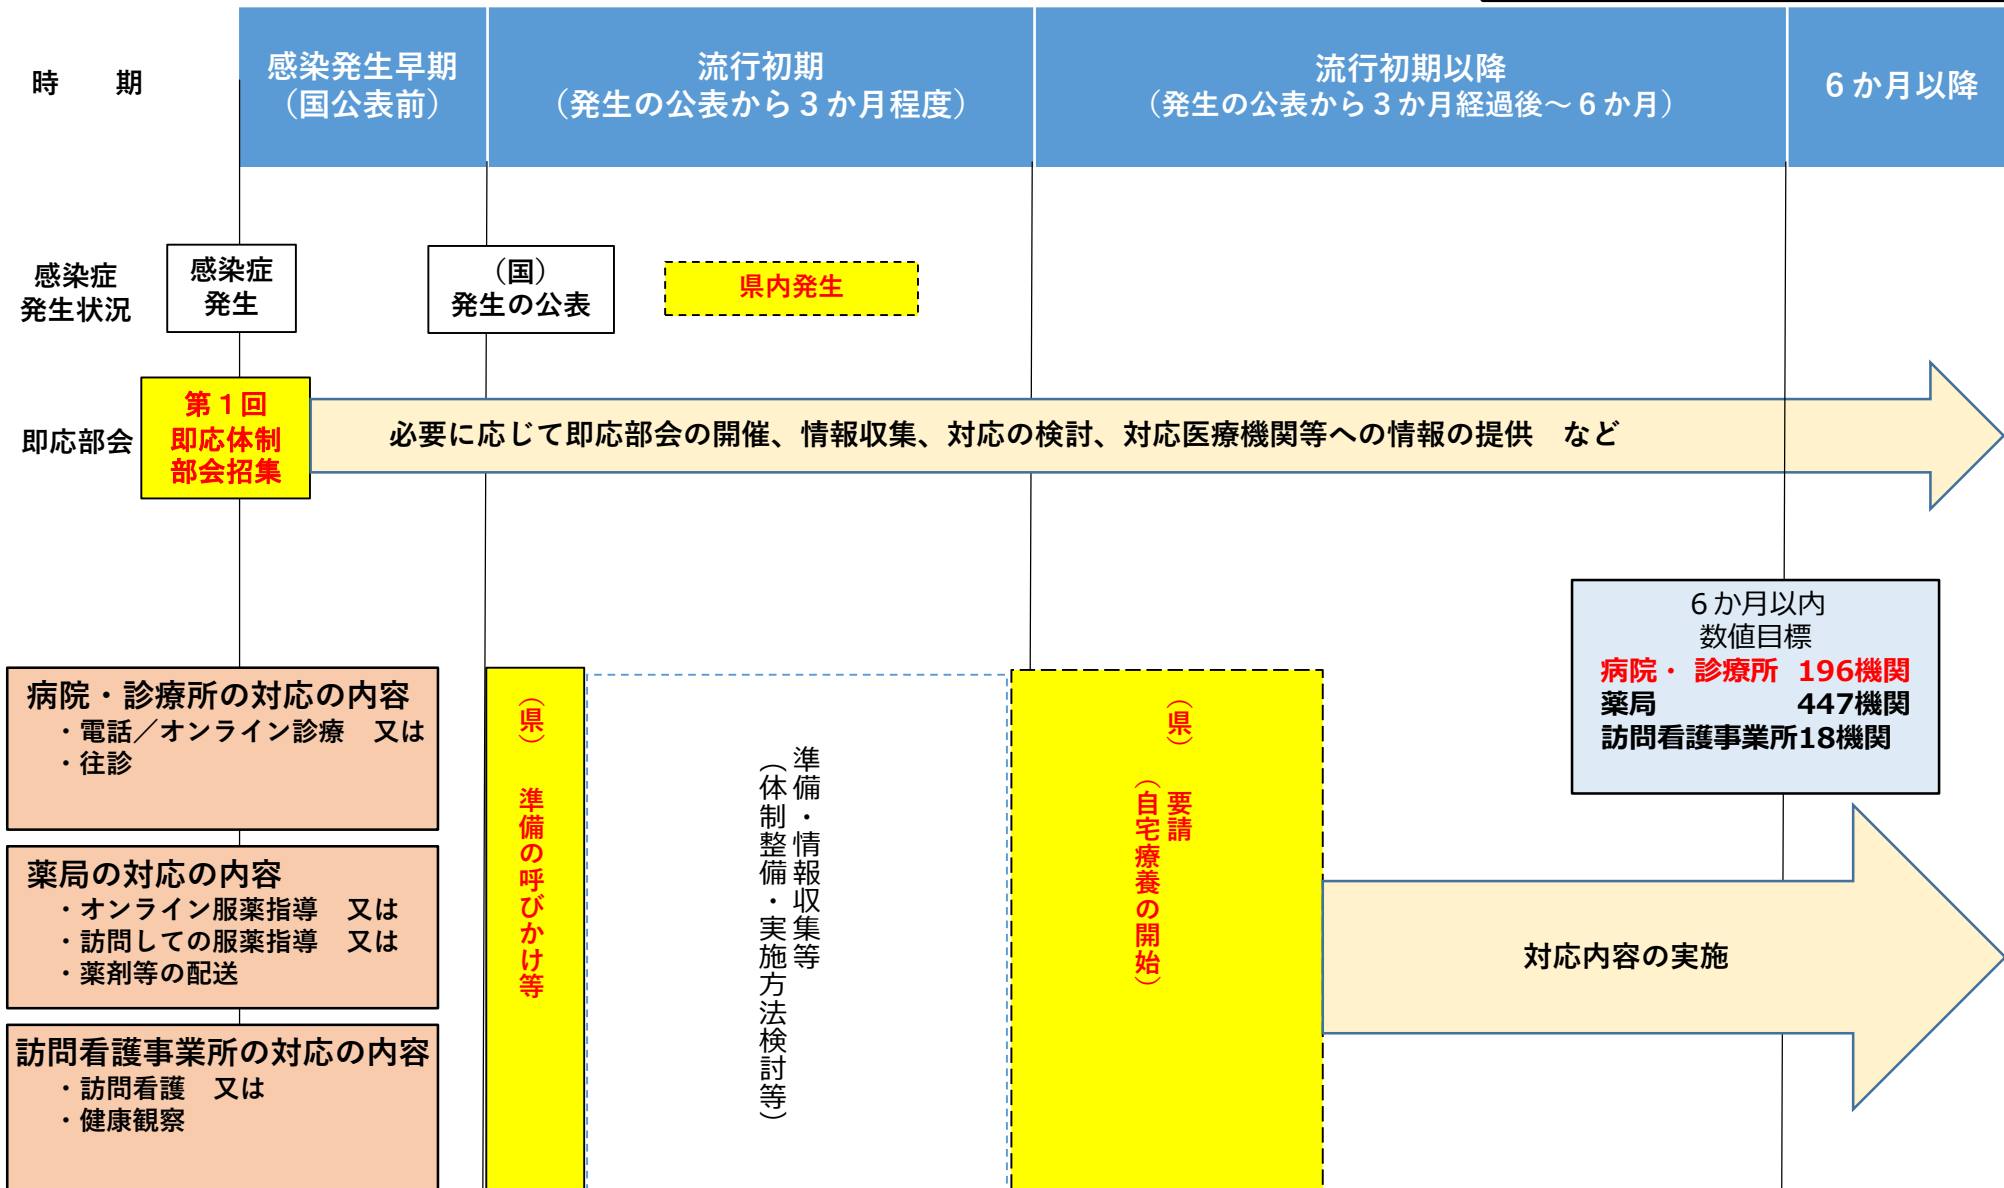 時　期
感染発生早期
（国公表前）
流行初期
（発生の公表から３か月程度）
流行初期以降
（発生の公表から３か月経過後～６か月）
６か月以降
感染症
発生状況
感染症
発生
（国）
発生の公表
県内発生
即応部会
第１回
即応体制
部会招集
必要に応じて即応部会の開催、情報収集、対応の検討、対応医療機関等への情報の提供　など
６か月以内
数値目標
病院・ 診療所 196機関
薬局 447機関
訪問看護事業所18機関
病院・診療所の対応の内容
・電話／オンライン診療　又は
・往診
薬局の対応の内容
・オンライン服薬指導　又は
・訪問しての服薬指導　又は
・薬剤等の配送
訪問看護事業所の対応の内容
・訪問看護　又は
・健康観察
（県）　準備の呼びかけ等
準備・情報収集等
（体制整備・実施方法検討等）
（県）　要請
（自宅療養の開始）
対応内容の実施